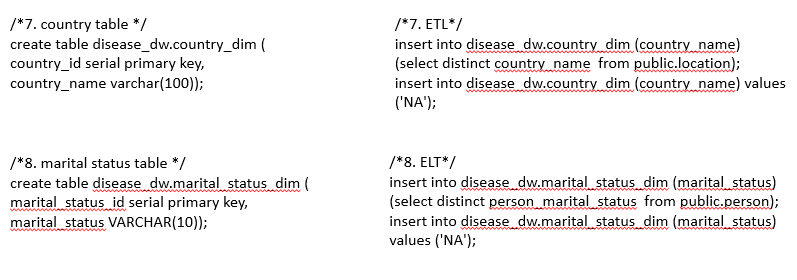 /*7. country table */
create table disease_dw.country_dim (
country_id serial primary key,
country_name varchar(100));
/*7. ETL*/
insert into disease_dw.country_dim (country_name)
(select distinct country_name  from public.location);
insert into disease_dw.country_dim (country_name) values
('NA');
/*8. marital status table */
create table disease_dw.marital_status_dim (
marital_status_id serial primary key,
marital_status VARCHAR(10));
/*8. ELT*/
insert into disease_dw.marital_status_dim (marital_status)
(select distinct person_marital_status  from public.person);
insert into disease_dw.marital_status_dim (marital_status)
values ('NA');